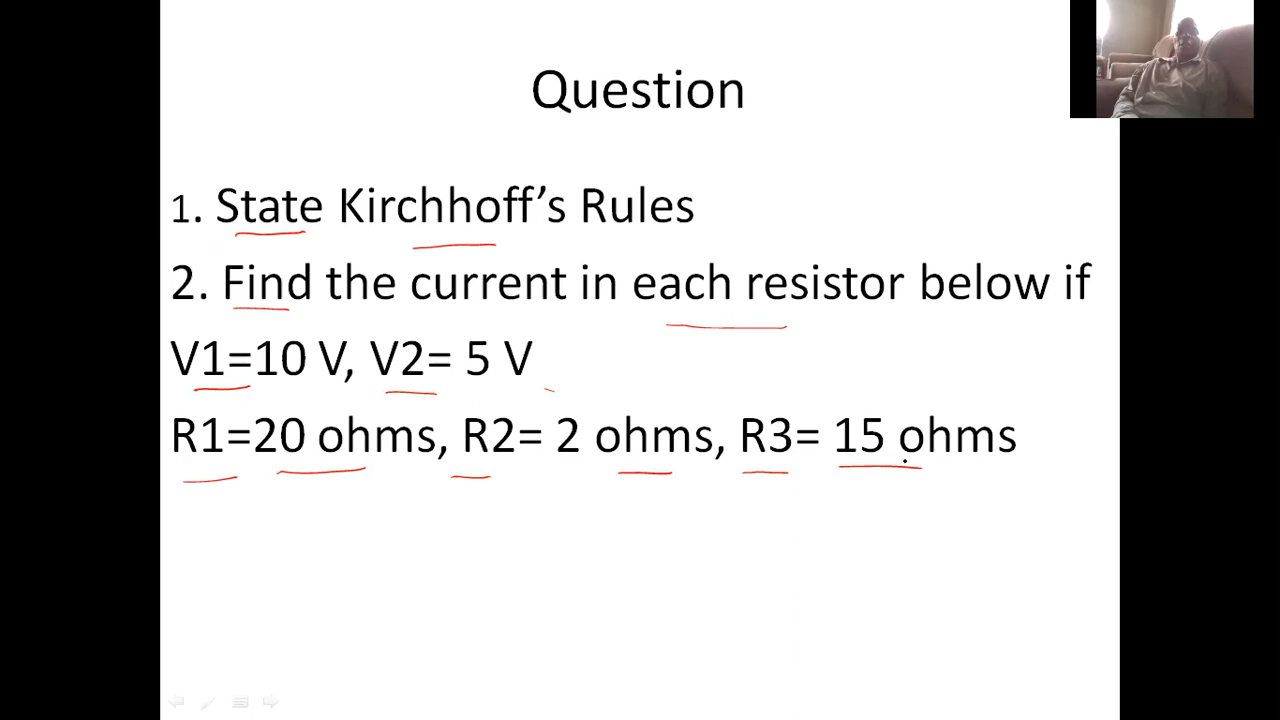 Question
1. State Kirchhoff’s Rules
2. Find the current in each resistor below if
V1=10 V, V2= 5 V
R1=20 ohms, R2= 2 ohms, R3= 15 ohms